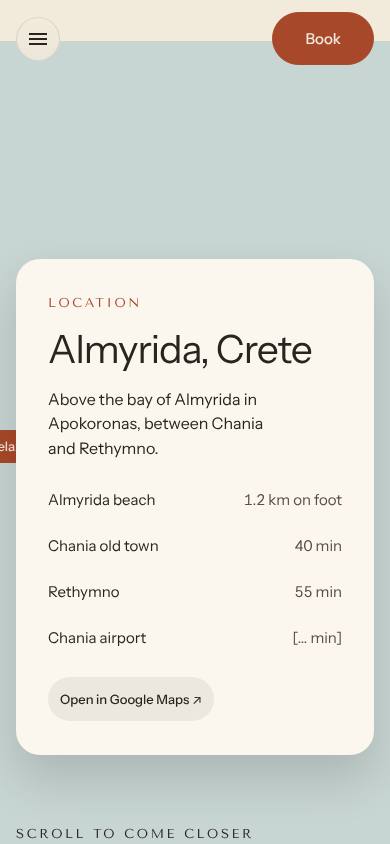 Book
LOCATION
Almyrida, Crete
Above the bay of Almyrida in
Apokoronas, between Chania
and Rethymno.
Almyrida beach 1.2 km on foot
Chania old town 40 min
Rethymno 55 min
Chania airport [... min]
Open in Google Maps ↗
SCROLL TO COME CLOSER